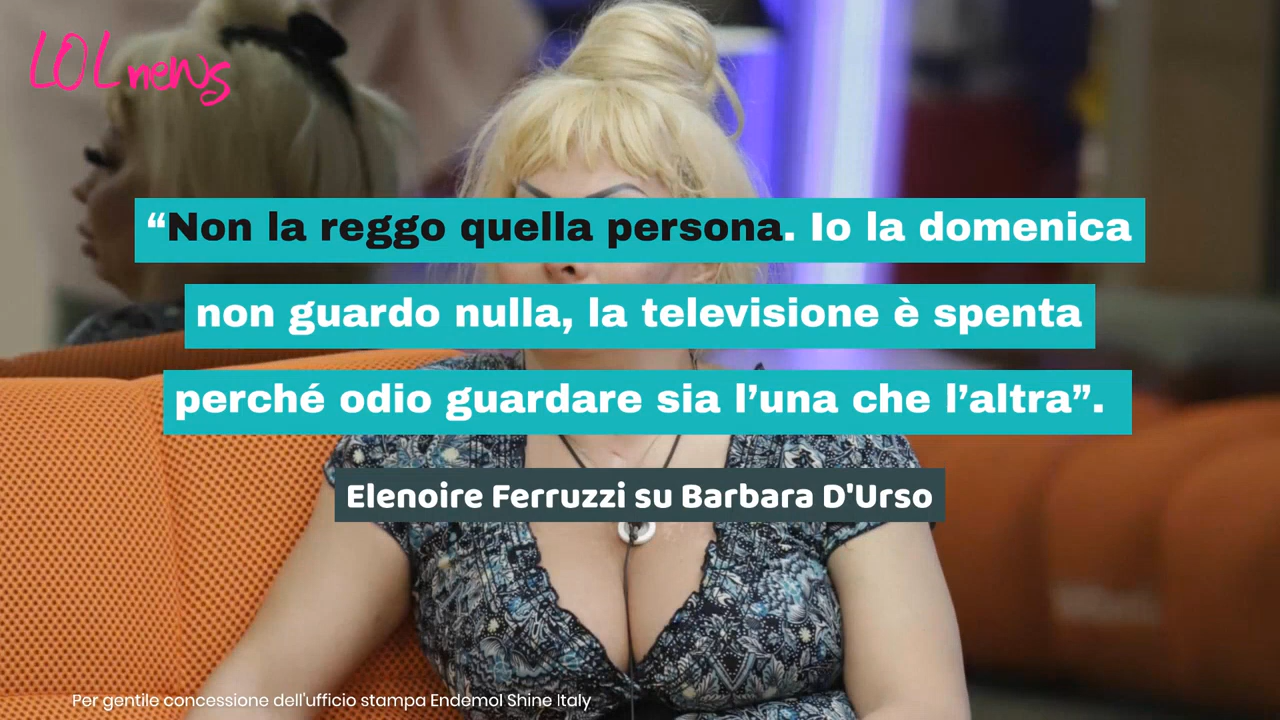 LOL news
“Non la reggo quella persona. Io la domenica
non guardo nulla, la televisione è spenta
perché odio guardare sia l’una che l’altra”.
Elenoire Ferruzzi su Barbara D'Urso
Per gentile concessione dell'ufficio stampa Endemol Shine Italy